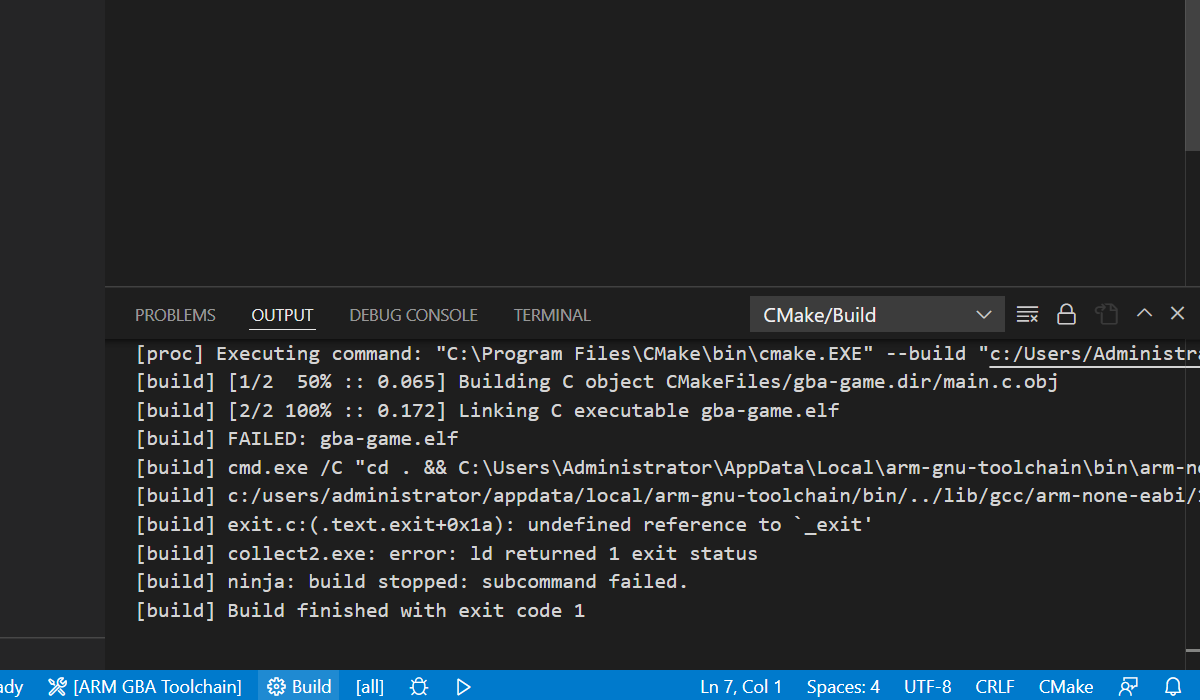 PROBLEMS OUTPUT DEBUG CONSOLE TERMINAL CMake/Build
[proc] Executing command: "C:\Program Files\CMake\bin\cmake.EXE" --build "c:/Users/Administra
[build] [1/2  50% :: 0.065] Building C object CMakeFiles/gba-game.dir/main.c.obj
[build] [2/2 100% :: 0.172] Linking C executable gba-game.elf
[build] FAILED: gba-game.elf
[build] cmd.exe /C "cd . && C:\Users\Administrator\AppData\Local\arm-gnu-toolchain\bin\arm-no
[build] c:/users/administrator/appdata/local/arm-gnu-toolchain/bin/../lib/gcc/arm-none-eabi/
[build] exit.c:(.text.exit+0x1a): undefined reference to `_exit'
[build] collect2.exe: error: ld returned 1 exit status
[build] ninja: build stopped: subcommand failed.
[build] Build finished with exit code 1
ady [ARM GBA Toolchain] Build [all] Ln 7, Col 1 Spaces: 4 UTF-8 CRLF CMake